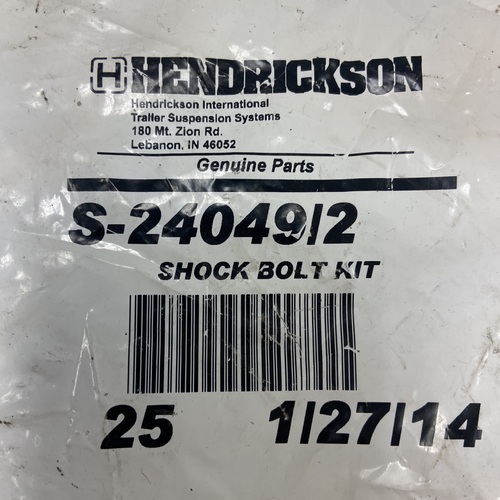 HENDRICKSON
Hendrickson International
Trailer Suspension Systems
180 Mt. Zion Rd.
Lebanon, IN 46052
Genuine Parts
S-24049/2
SHOCK BOLT KIT
25 1/27/14